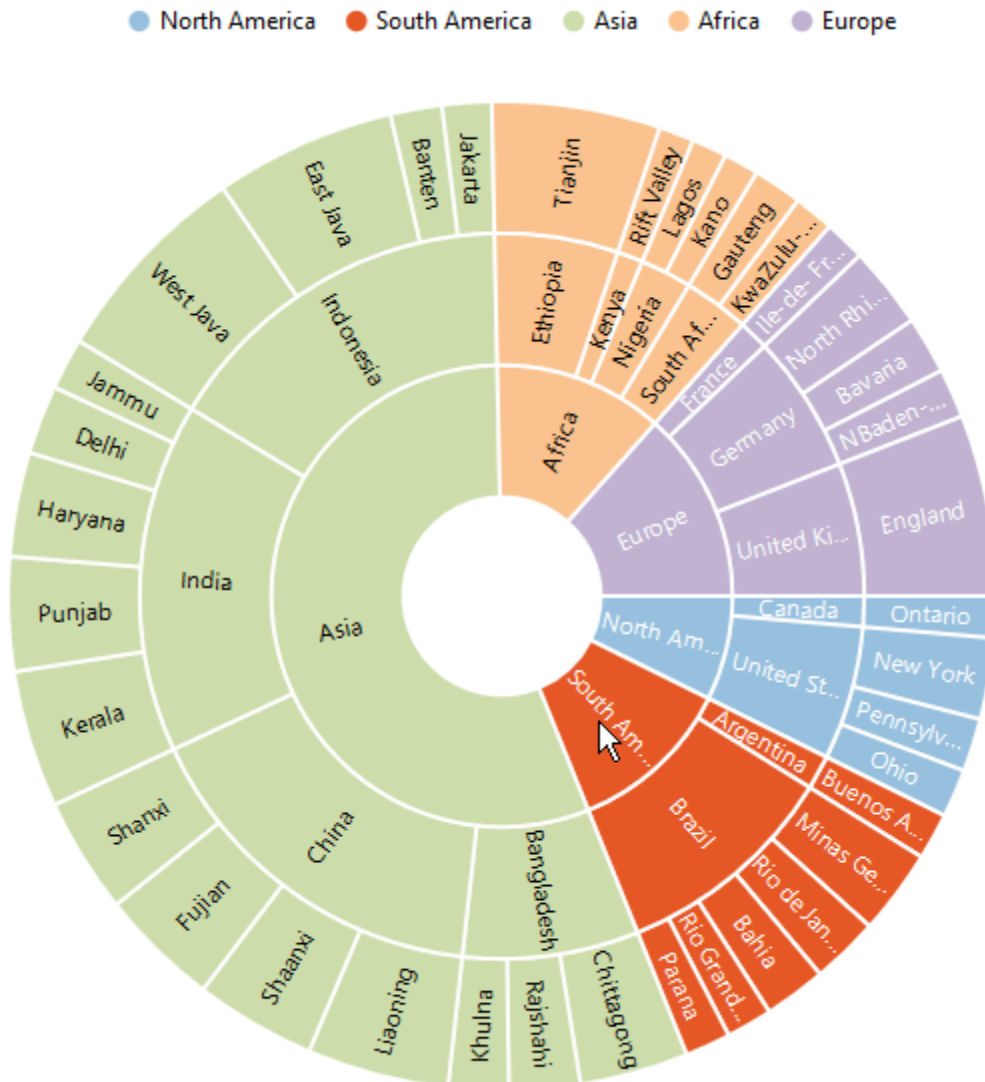 North America
South America
Asia
Africa
Europe
Jakarta
Banten
East Java
West Java
Jammu
Delhi
Haryana
Punjab
Kerala
Shanxi
Fujian
Shaanxi
Liaoning
Khulna
Rajshahi
Chittagong
Parana
Rio Grand...
Bahia
Rio de Jan...
Minas Ge...
Buenos A...
Ohio
Pennsylv...
New York
Ontario
England
NBaden-...
Bavaria
North Rhi...
Ile-de- Fr...
KwaZulu-...
Gauteng
Kano
Lagos
Rift Valley
Tianjin
Indonesia
India
China
Bangladesh
Brazil
Argentina
United St...
Canada
United Ki...
Germany
France
South Af...
Nigeria
Kenya
Ethiopia
Asia
South Am...
North Am...
Europe
Africa